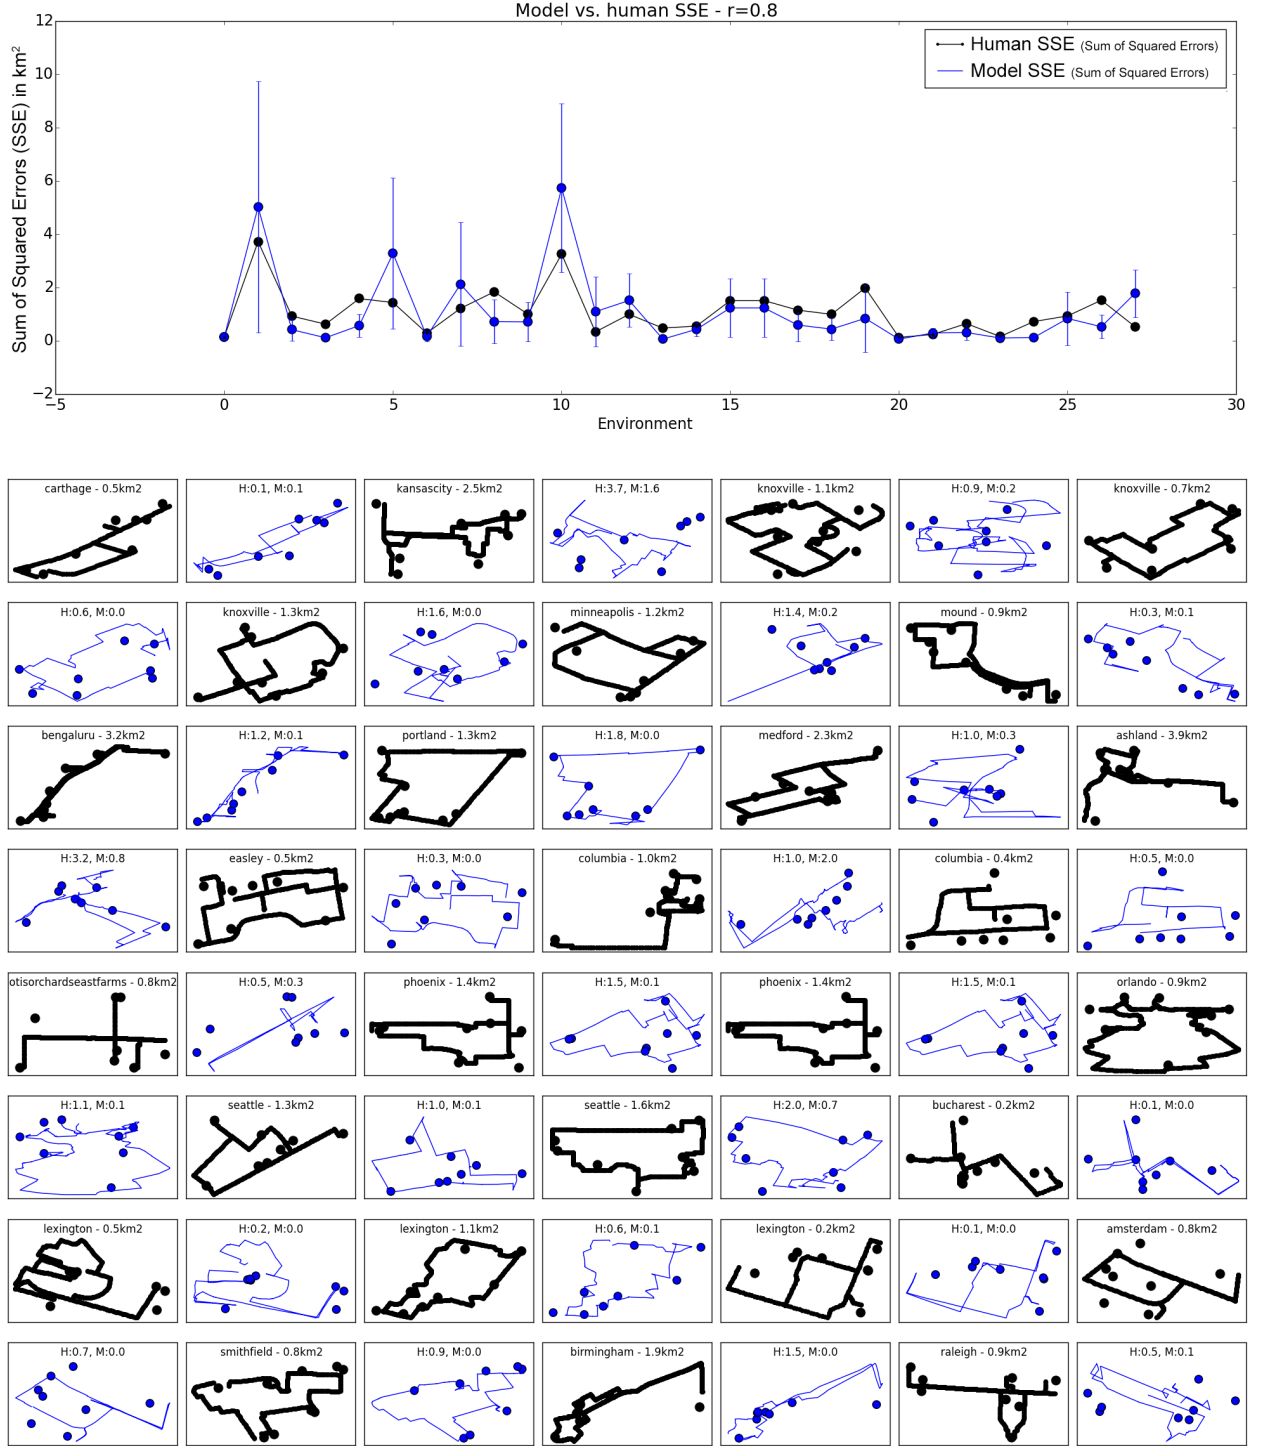 Model vs. human SSE - r=0.8
Sum of Squared Errors (SSE) in km²
12
10
8
6
4
2
0
−2
Human SSE (Sum of Squared Errors)
Model SSE (Sum of Squared Errors)
−5 0 5 10 15 20 25 30
Environment
carthage - 0.5km2 H:0.1, M:0.1 kansascity - 2.5km2 H:3.7, M:1.6 knoxville - 1.1km2 H:0.9, M:0.2 knoxville - 0.7km2
H:0.6, M:0.0 knoxville - 1.3km2 H:1.6, M:0.0 minneapolis - 1.2km2 H:1.4, M:0.2 mound - 0.9km2 H:0.3, M:0.1
bengaluru - 3.2km2 H:1.2, M:0.1 portland - 1.3km2 H:1.8, M:0.0 medford - 2.3km2 H:1.0, M:0.3 ashland - 3.9km2
H:3.2, M:0.8 easley - 0.5km2 H:0.3, M:0.0 columbia - 1.0km2 H:1.0, M:2.0 columbia - 0.4km2 H:0.5, M:0.0
otisorchardseastfarms - 0.8km2 H:0.5, M:0.3 phoenix - 1.4km2 H:1.5, M:0.1 phoenix - 1.4km2 H:1.5, M:0.1 orlando - 0.9km2
H:1.1, M:0.1 seattle - 1.3km2 H:1.0, M:0.1 seattle - 1.6km2 H:2.0, M:0.7 bucharest - 0.2km2 H:0.1, M:0.0
lexington - 0.5km2 H:0.2, M:0.0 lexington - 1.1km2 H:0.6, M:0.1 lexington - 0.2km2 H:0.1, M:0.0 amsterdam - 0.8km2
H:0.7, M:0.0 smithfield - 0.8km2 H:0.9, M:0.0 birmingham - 1.9km2 H:1.5, M:0.0 raleigh - 0.9km2 H:0.5, M:0.1